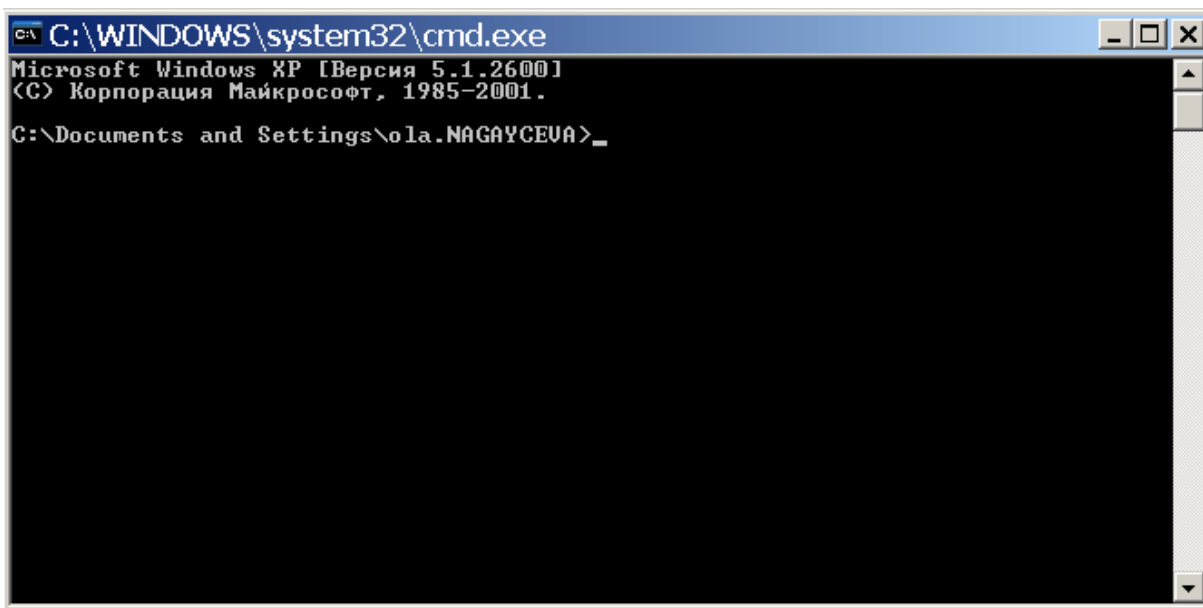 C:\WINDOWS\system32\cmd.exe
Microsoft Windows XP [Версия 5.1.2600]
(C) Корпорация Майкрософт, 1985-2001.
C:\Documents and Settings\ola.NAGAYCEVA>_